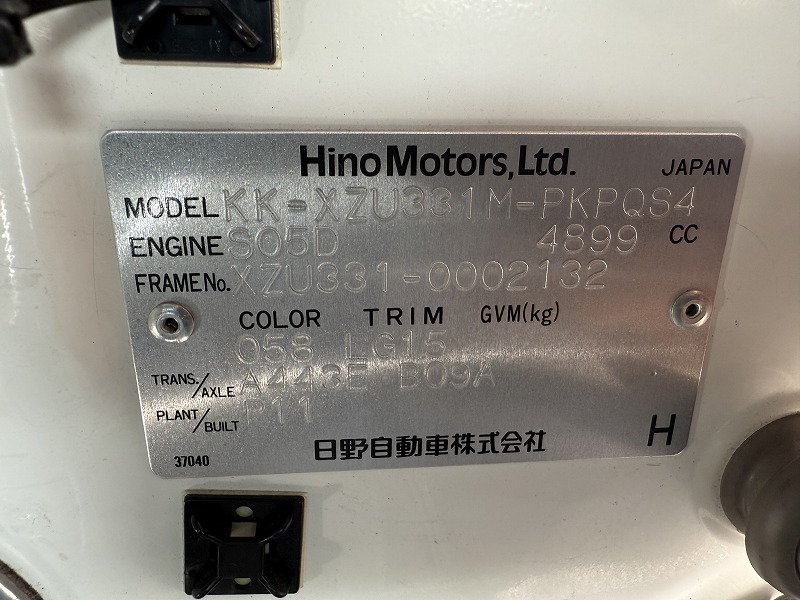 Hino Motors, Ltd. JAPAN
MODEL KK-XZU331M-PKPQS4
ENGINE S05D 4899 CC
FRAME No. XZU331-0002132
COLOR TRIM GVM(kg)
058 LG15
TRANS./AXLE A443E B09A
PLANT/BUILT P11
37040 日野自動車株式会社 H